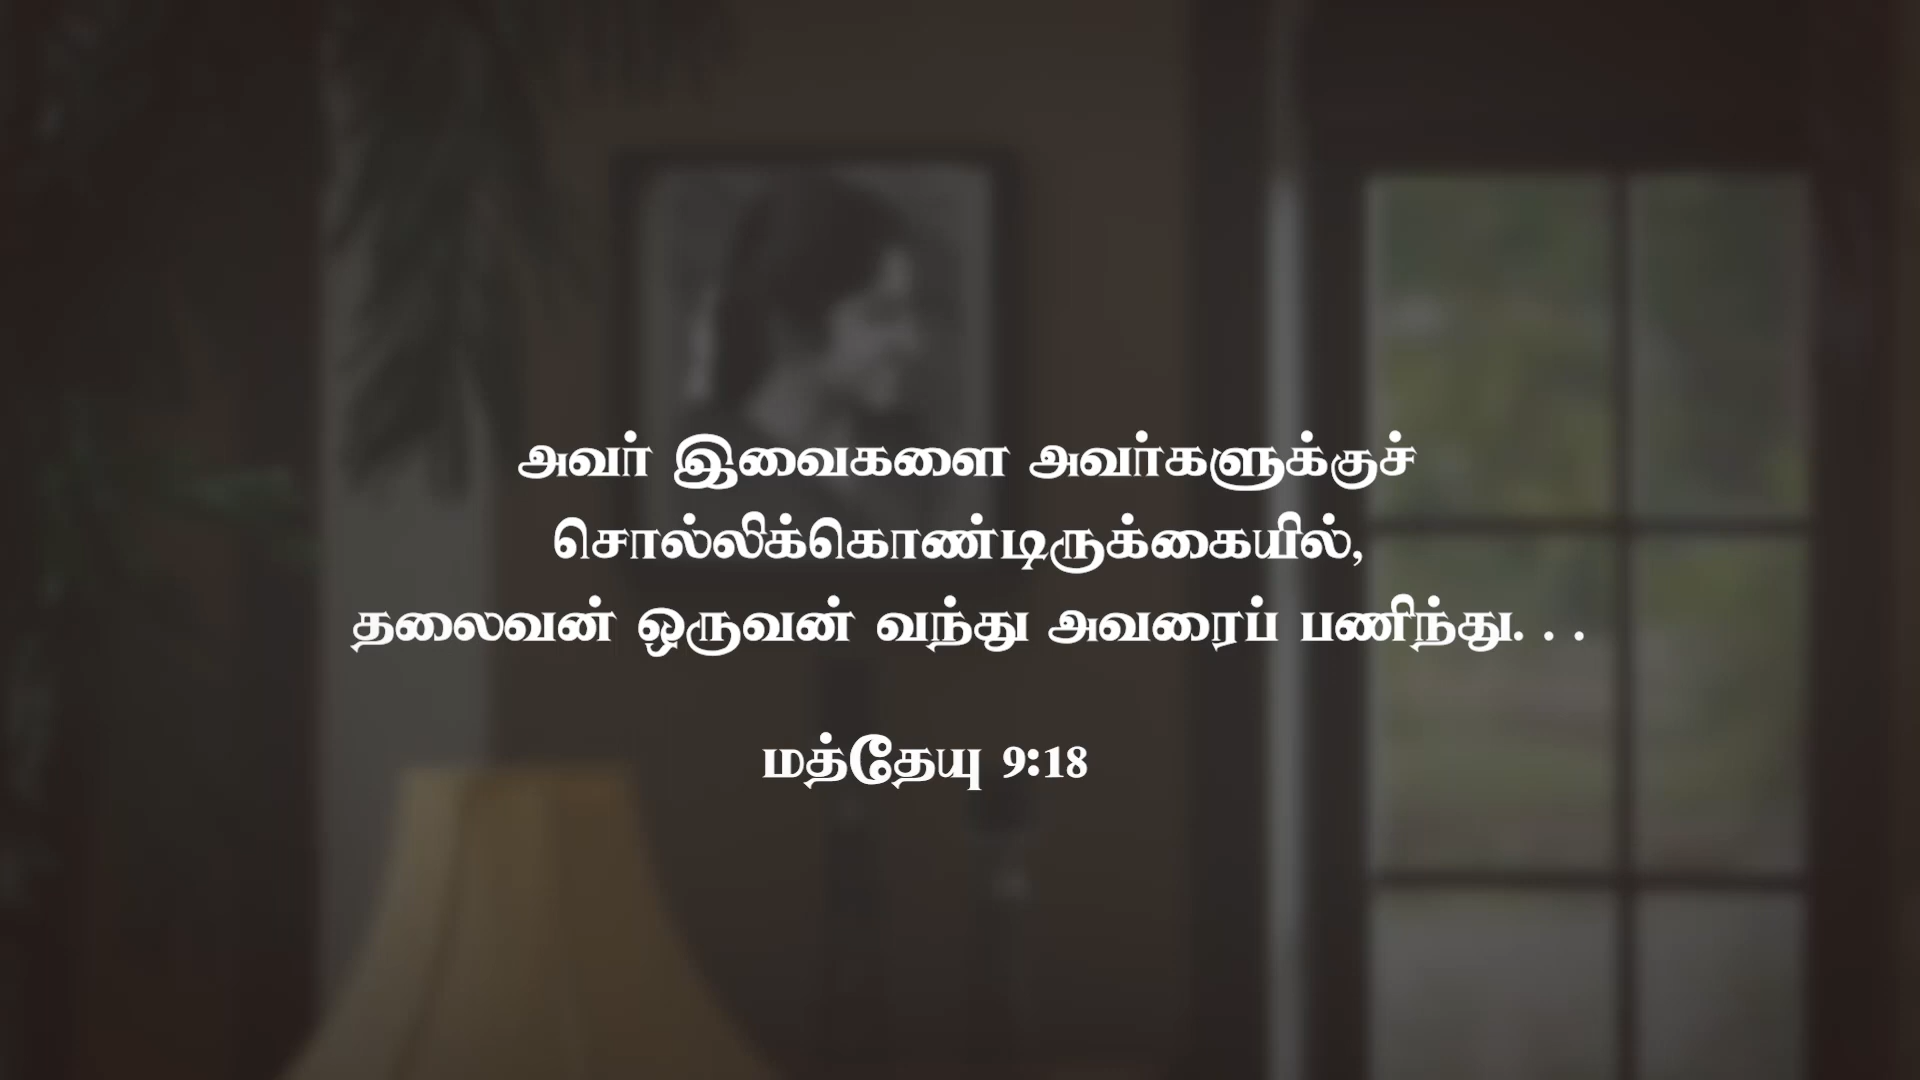 அவர் இவைகளை அவர்களுக்குச்
சொல்லிக்கொண்டிருக்கையில்,
தலைவன் ஒருவன் வந்து அவரைப் பணிந்து. . .
மத்தேயு 9:18